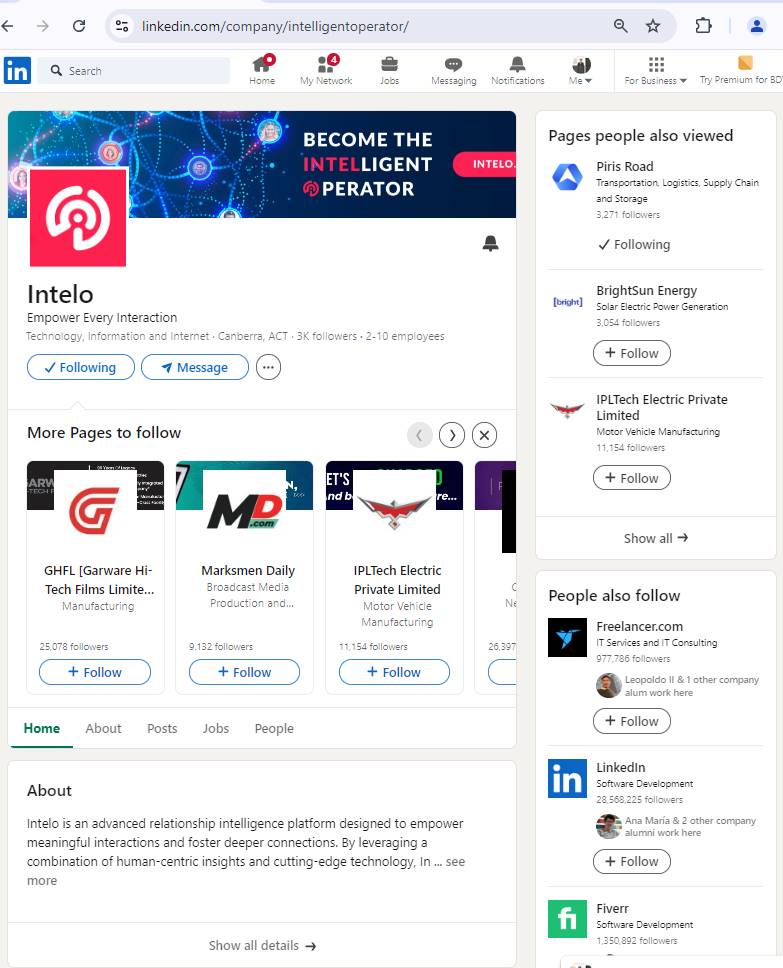 linkedin.com/company/intelligentoperator/
in
Search
Home
4
My Network
Jobs
Messaging
Notifications
Me
For Business
Try Premium for
BECOME THE
INTELLIGENT
OPERATOR
INTELO.
Intelo
Empower Every Interaction
Technology, Information and Internet · Canberra, ACT · 3K followers · 2-10 employees
Following
Message
More Pages to follow
GHFL [Garware Hi-
Tech Films Limite...
Manufacturing
25,078 followers
+ Follow
MD
.com
Marksmen Daily
Broadcast Media
Production and...
9,132 followers
+ Follow
IPLTech Electric
Private Limited
Motor Vehicle
Manufacturing
11,154 followers
+ Follow
26,397
Home
About
Posts
Jobs
People
About
Intelo is an advanced relationship intelligence platform designed to empower
meaningful interactions and foster deeper connections. By leveraging a
combination of human-centric insights and cutting-edge technology, In ... see
more
Show all details →
Pages people also viewed
Piris Road
Transportation, Logistics, Supply Chain
and Storage
3,271 followers
Following
[bright]
BrightSun Energy
Solar Electric Power Generation
3,054 followers
+ Follow
IPLTech Electric Private
Limited
Motor Vehicle Manufacturing
11,154 followers
+ Follow
Show all →
People also follow
Freelancer.com
IT Services and IT Consulting
977,786 followers
Leopoldo II & 1 other company
alum work here
+ Follow
in
LinkedIn
Software Development
28,568,225 followers
Ana María & 2 other company
alumni work here
+ Follow
fi
Fiverr
Software Development
1,350,892 followers